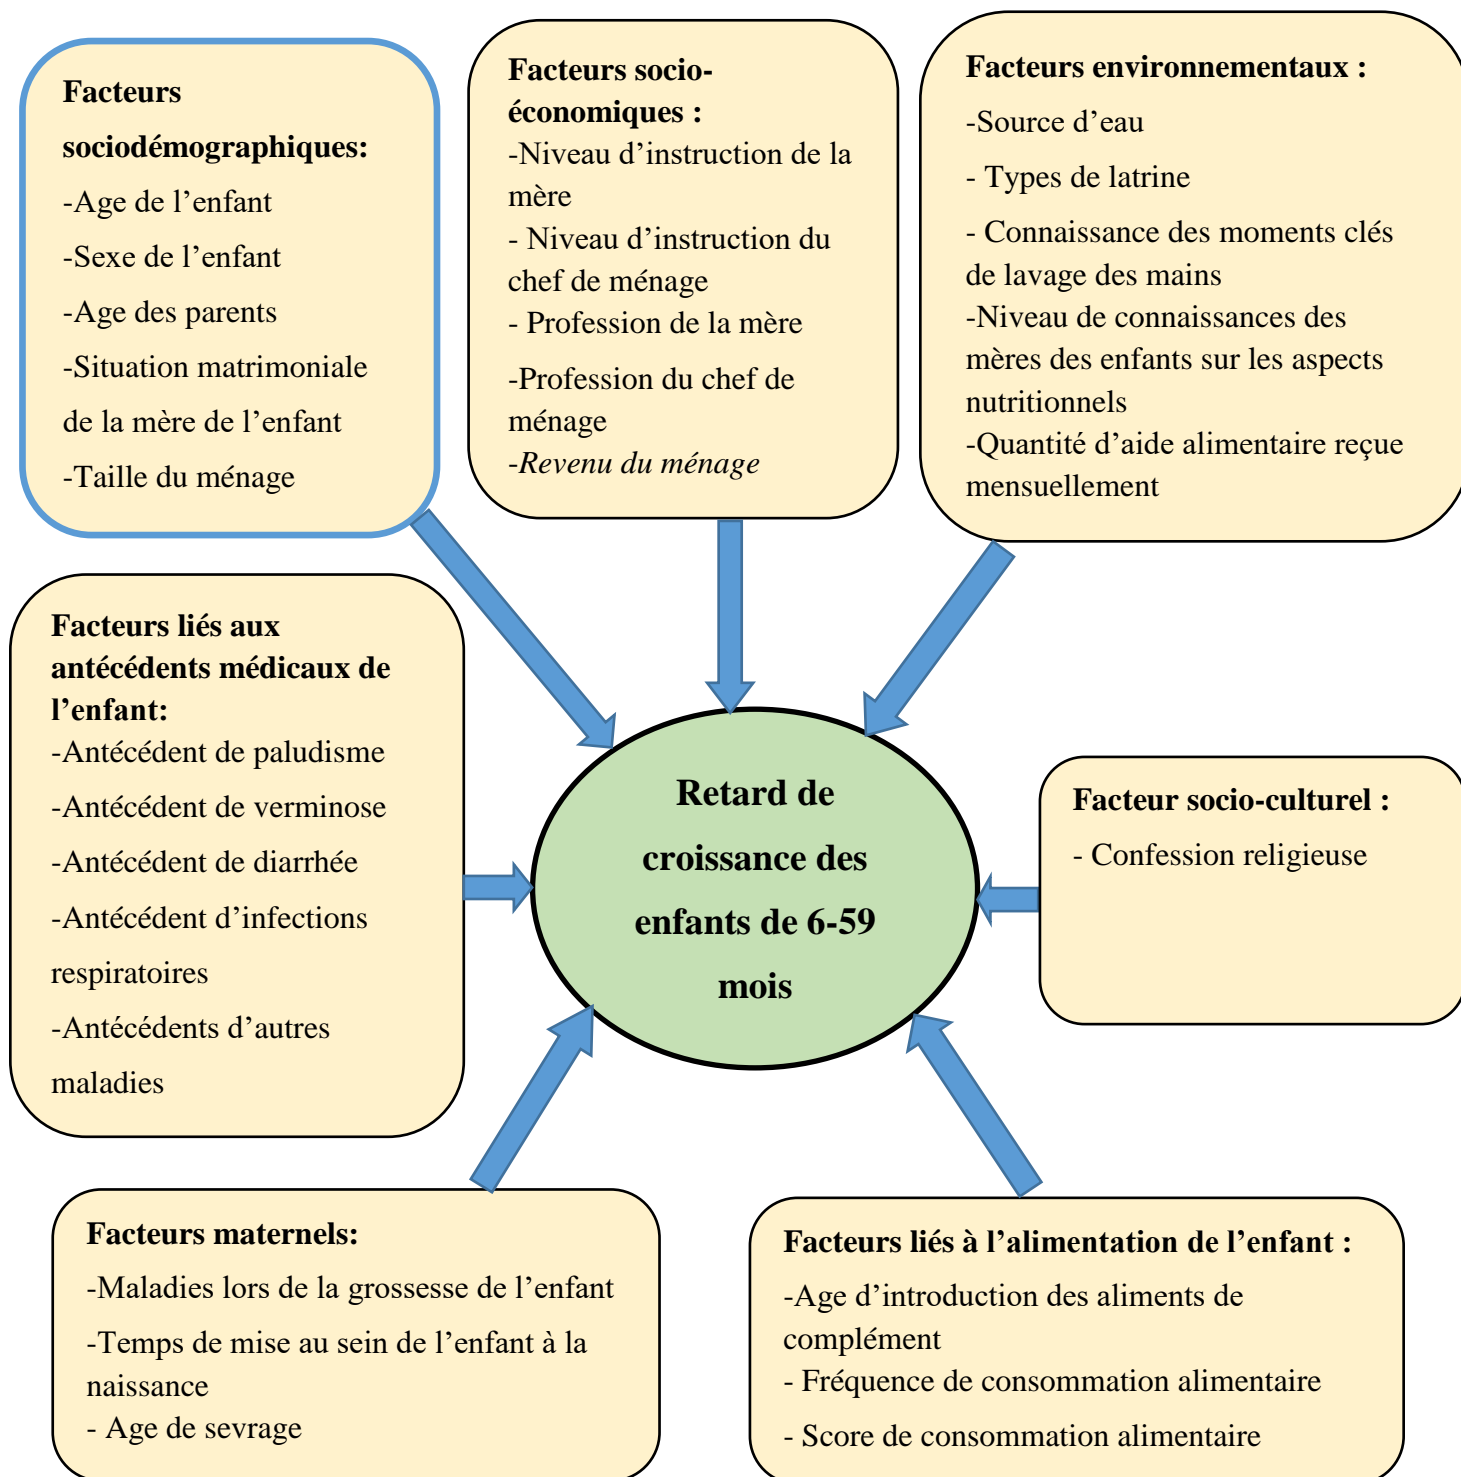 Facteurs
sociodémographiques:
-Age de l’enfant
-Sexe de l’enfant
-Age des parents
-Situation matrimoniale
de la mère de l’enfant
-Taille du ménage
Facteurs socio-
économiques :
-Niveau d’instruction de la
mère
- Niveau d’instruction du
chef de ménage
- Profession de la mère
-Profession du chef de
ménage
-Revenu du ménage
Facteurs environnementaux :
-Source d’eau
- Types de latrine
- Connaissance des moments clés
de lavage des mains
-Niveau de connaissances des
mères des enfants sur les aspects
nutritionnels
-Quantité d’aide alimentaire reçue
mensuellement
Facteurs liés aux
antécédents médicaux de
l’enfant:
-Antécédent de paludisme
-Antécédent de verminose
-Antécédent de diarrhée
-Antécédent d’infections
respiratoires
-Antécédents d’autres
maladies
Retard de
croissance des
enfants de 6-59
mois
Facteur socio-culturel :
- Confession religieuse
Facteurs maternels:
-Maladies lors de la grossesse de l’enfant
-Temps de mise au sein de l’enfant à la
naissance
- Age de sevrage
Facteurs liés à l’alimentation de l’enfant :
-Age d’introduction des aliments de
complément
- Fréquence de consommation alimentaire
- Score de consommation alimentaire